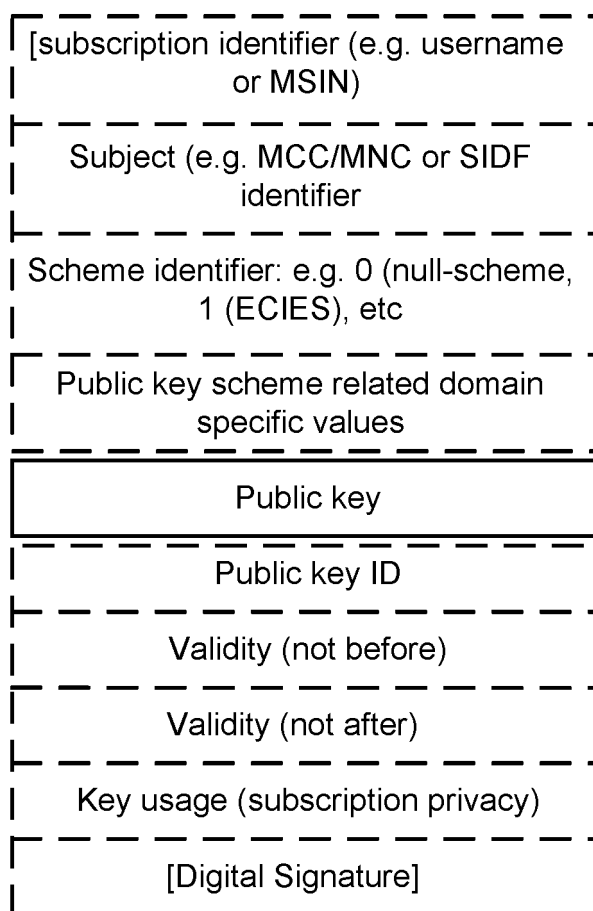 [subscription identifier (e.g. username
or MSIN)
Subject (e.g. MCC/MNC or SIDF
identifier
Scheme identifier: e.g. 0 (null-scheme,
1 (ECIES), etc
Public key scheme related domain
specific values
Public key
Public key ID
Validity (not before)
Validity (not after)
Key usage (subscription privacy)
[Digital Signature]